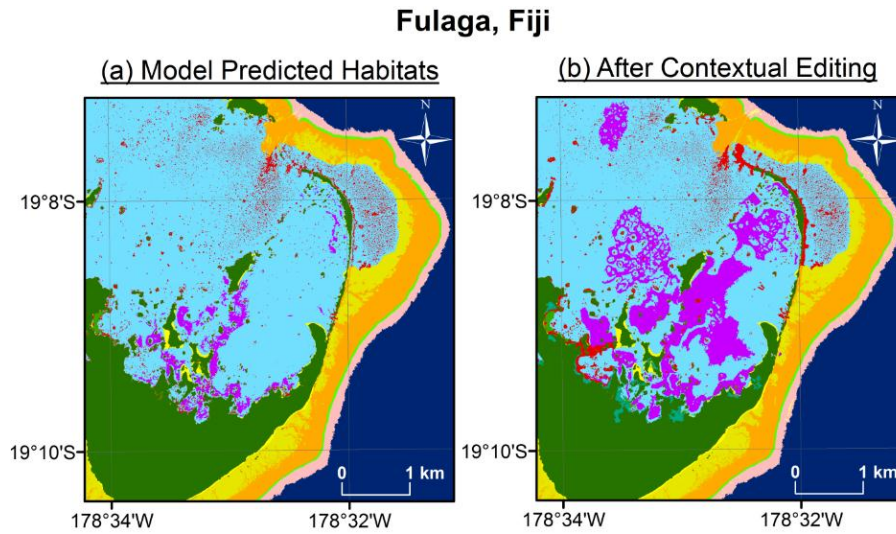 Fulaga, Fiji
(a) Model Predicted Habitats
(b) After Contextual Editing
N
N
19°8'S
19°8'S
19°10'S
19°10'S
0 1 km
0 1 km
178°34'W 178°32'W
178°34'W 178°32'W